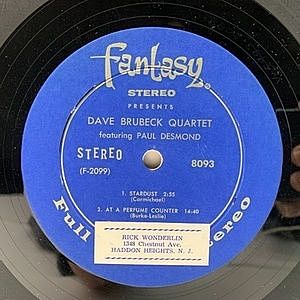 fantasy
STEREO
PRESENTS
DAVE BRUBECK QUARTET
featuring PAUL DESMOND
STEREO
(F-2099)
8093
1. STARDUST 2:55
(Carmichael)
2. AT A PERFUME COUNTER 14:40
(Burke-Leslie)
RICK WONDERLIN
1348 Chestnut Ave.
HADDON HEIGHTS, N. J.
Full
Stereo